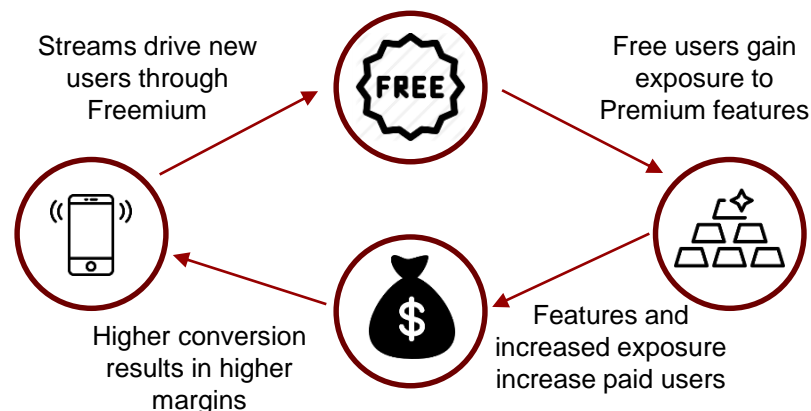 Streams drive new
users through
Freemium
FREE
Free users gain
exposure to
Premium features
$
Features and
increased exposure
increase paid users
Higher conversion
results in higher
margins